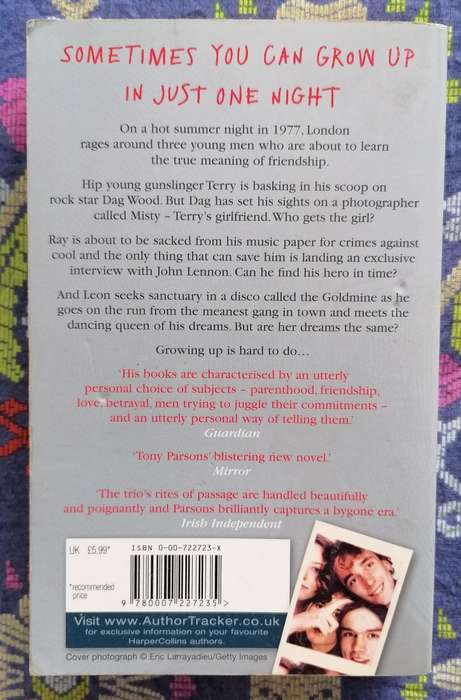 SOMETIMES YOU CAN GROW UP
IN JUST ONE NIGHT
On a hot summer night in 1977, London
rages around three young men who are about to learn
the true meaning of friendship.
Hip young gunslinger Terry is basking in his scoop on
rock star Dag Wood. But Dag has set his sights on a photographer
called Misty – Terry's girlfriend. Who gets the girl?
Ray is about to be sacked from his music paper for crimes against
cool and the only thing that can save him is landing an exclusive
interview with John Lennon. Can he find his hero in time?
And Leon seeks sanctuary in a disco called the Goldmine as he
goes on the run from the meanest gang in town and meets the
dancing queen of his dreams. But are her dreams the same?
Growing up is hard to do…
'His books are characterised by an utterly
personal choice of subjects – parenthood, friendship,
love, betrayal, men trying to juggle their commitments –
and an utterly personal way of telling them.'
Guardian
'Tony Parsons' blistering new novel.'
Mirror
'The trio's rites of passage are handled beautifully
and poignantly and Parsons brilliantly captures a bygone era.'
Irish Independent
UK £5.99*
*recommended
price
ISBN 0-00-722723-X
9 780007 227235 >
Visit www.AuthorTracker.co.uk
for exclusive information on your favourite
HarperCollins authors.
Cover photograph © Eric Larrayadieu/Getty Images